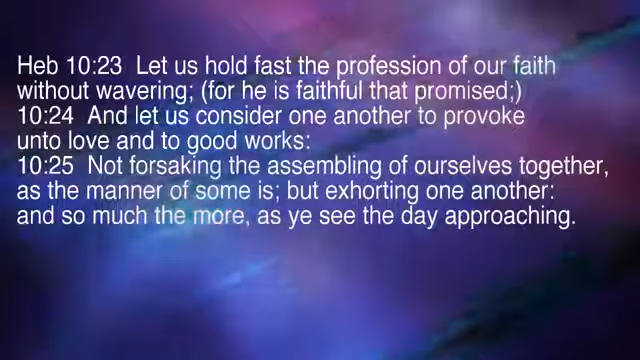 Heb 10:23  Let us hold fast the profession of our faith
without wavering; (for he is faithful that promised;)
10:24  And let us consider one another to provoke
unto love and to good works:
10:25  Not forsaking the assembling of ourselves together,
as the manner of some is; but exhorting one another:
and so much the more, as ye see the day approaching.